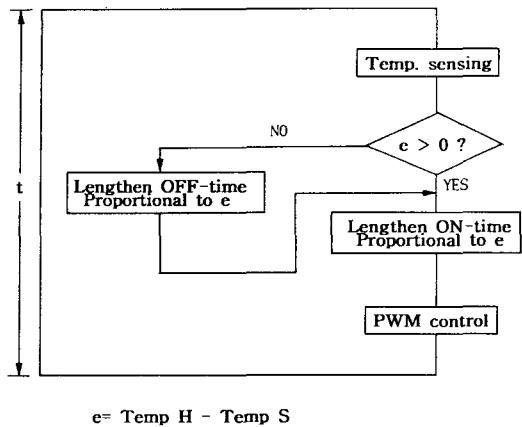 Temp. sensing
e > 0 ?
NO
YES
Lengthen OFF-time
Proportional to e
t
Lengthen ON-time
Proportional to e
PWM control
e= Temp H - Temp S